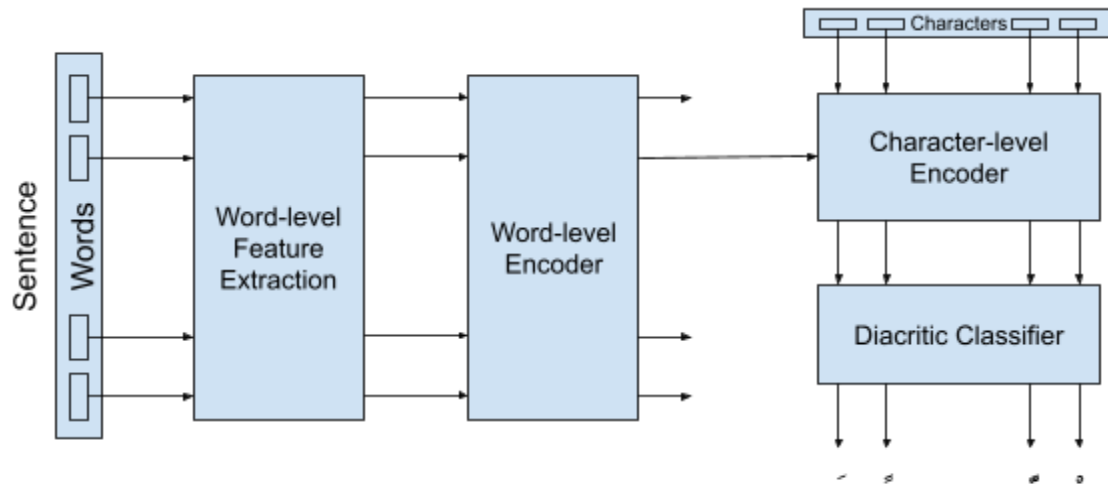 Sentence
Words
Word-level
Feature
Extraction
Word-level
Encoder
Characters
Character-level
Encoder
Diacritic Classifier